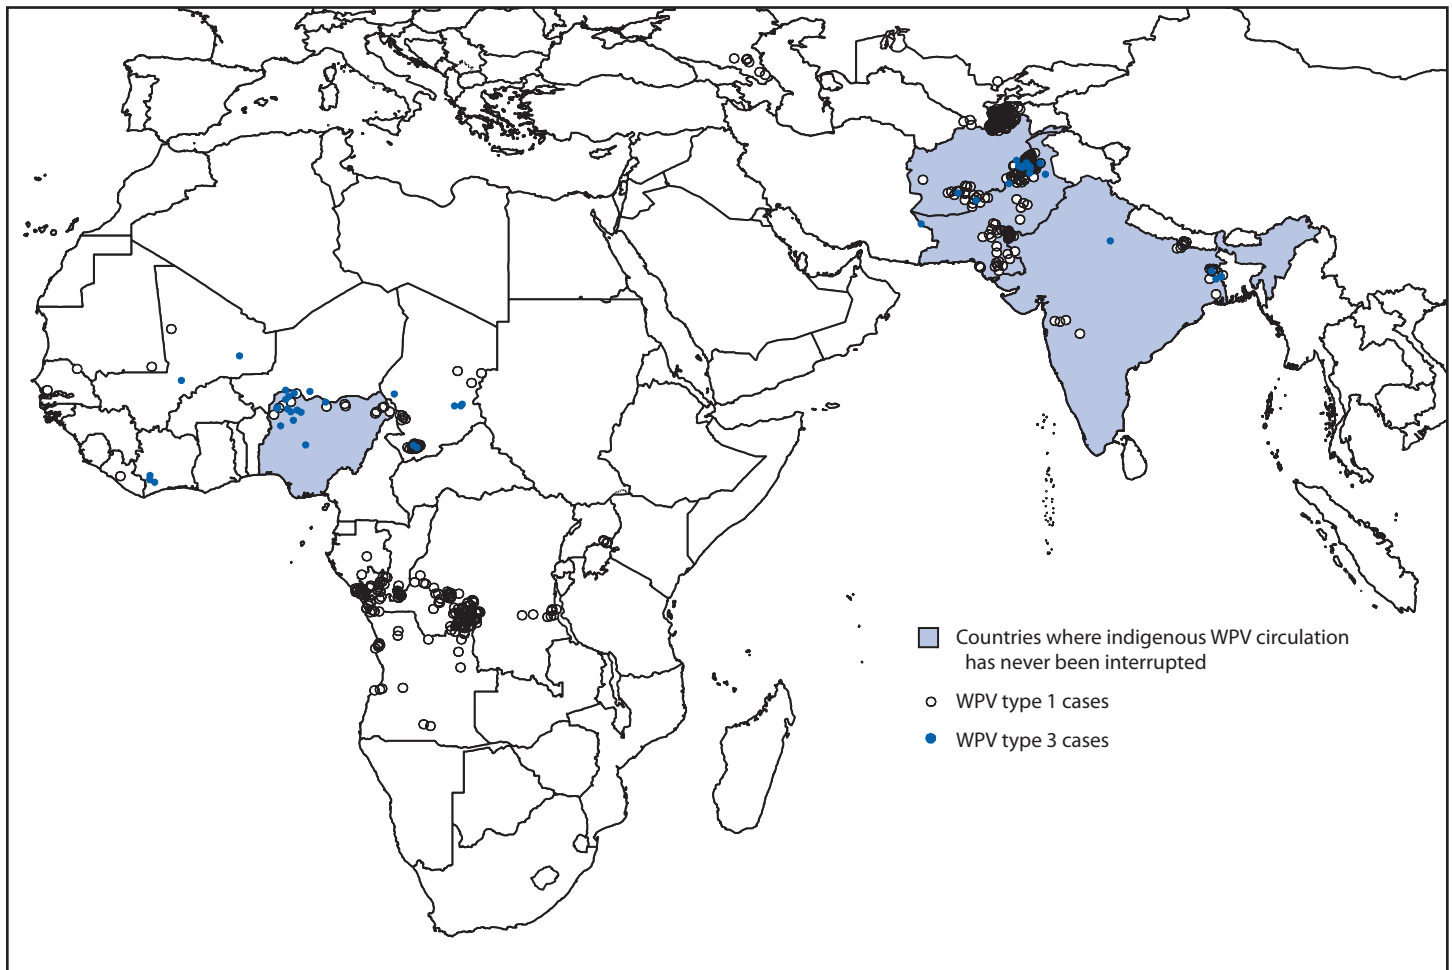 Countries where indigenous WPV circulation
has never been interrupted
WPV type 1 cases
WPV type 3 cases